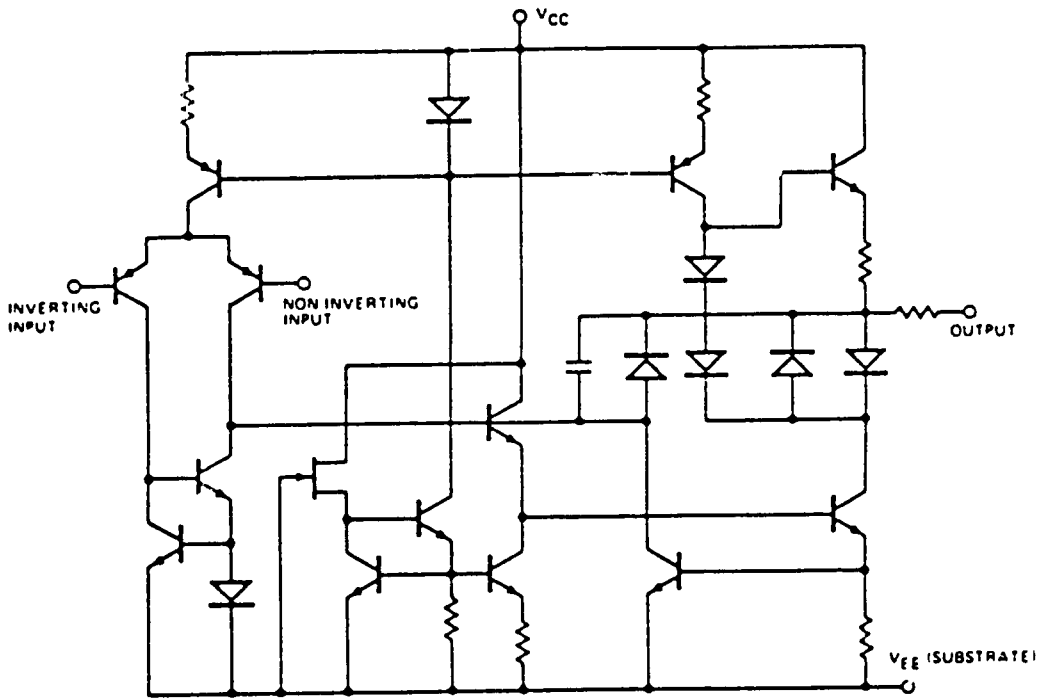 VCC
INVERTING
INPUT
NON INVERTING
INPUT
OUTPUT
VEE (SUBSTRATE)